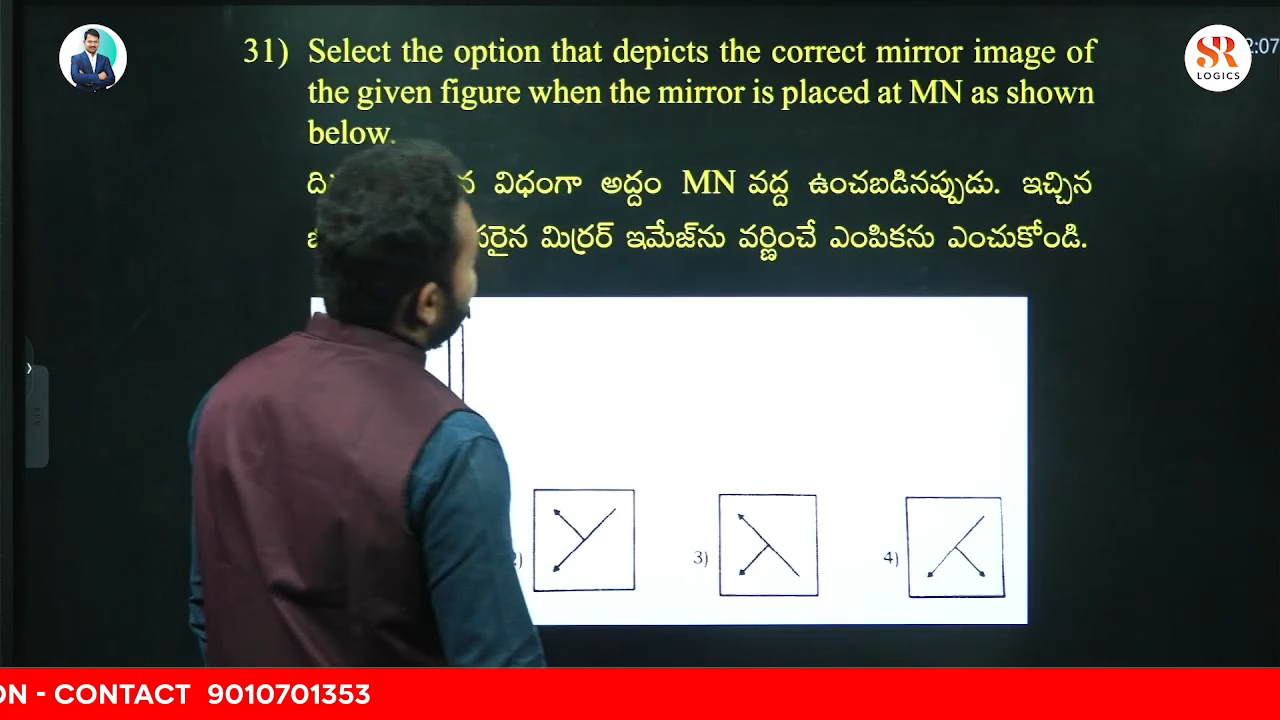 SR
LOGICS
2:07
31) Select the option that depicts the correct mirror image of
the given figure when the mirror is placed at MN as shown
below.
విధంగా అద్దం MN వద్ద ఉంచబడినప్పుడు. ఇచ్చిన
మిర్రర్ ఇమేజ్‌ను వర్ణించే ఎంపికను ఎంచుకోండి.
3) 4)
- CONTACT 9010701353